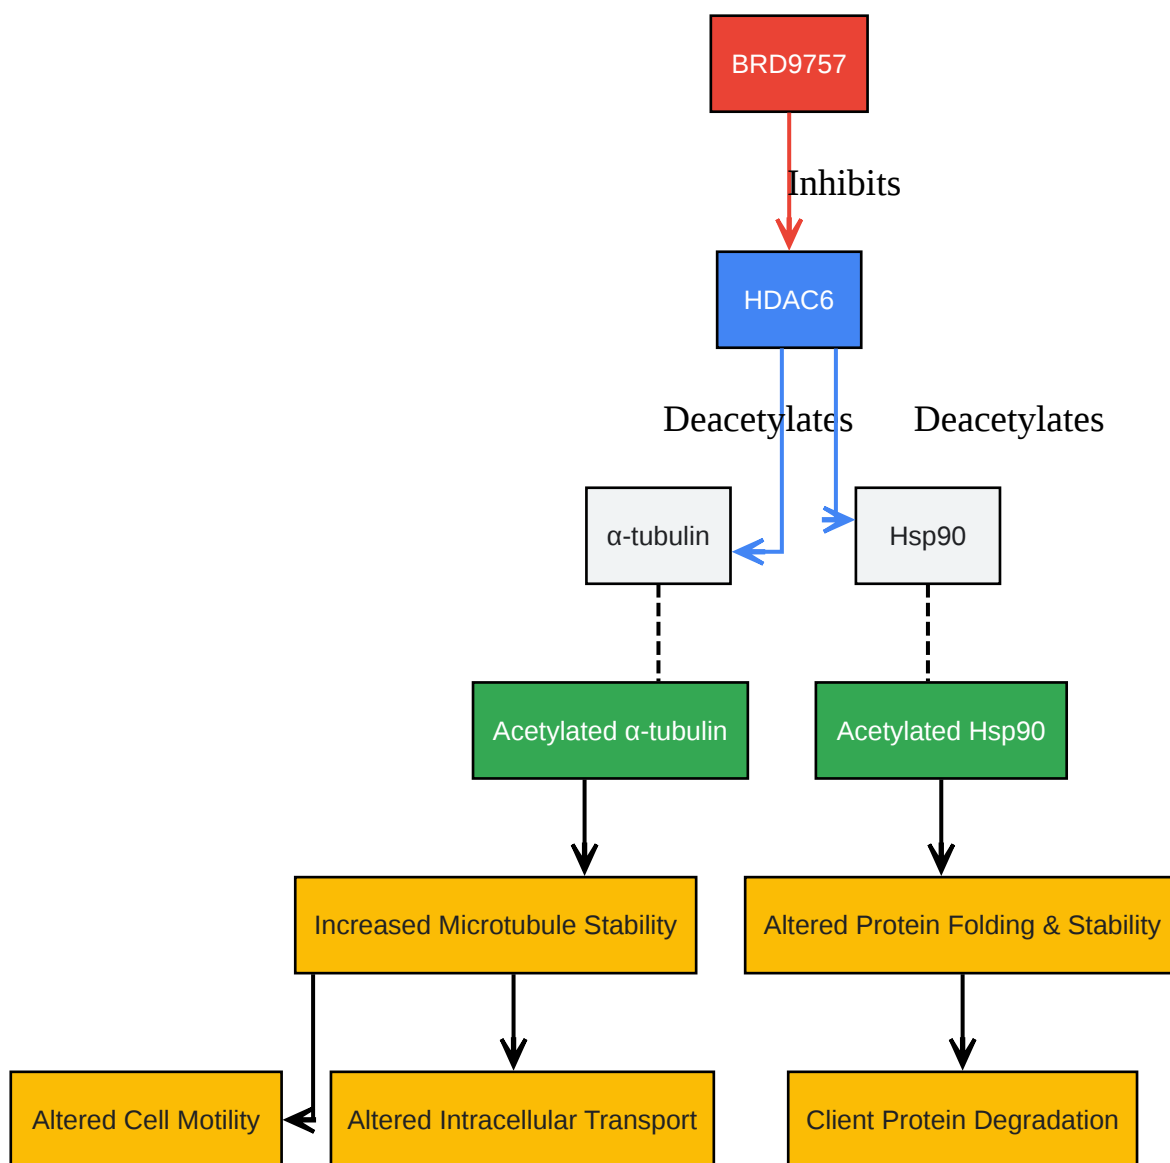 BRD9757
Inhibits
HDAC6
Deacetylates
Deacetylates
α-tubulin
Hsp90
Acetylated α-tubulin
Acetylated Hsp90
Increased Microtubule Stability
Altered Protein Folding & Stability
Altered Cell Motility
Altered Intracellular Transport
Client Protein Degradation